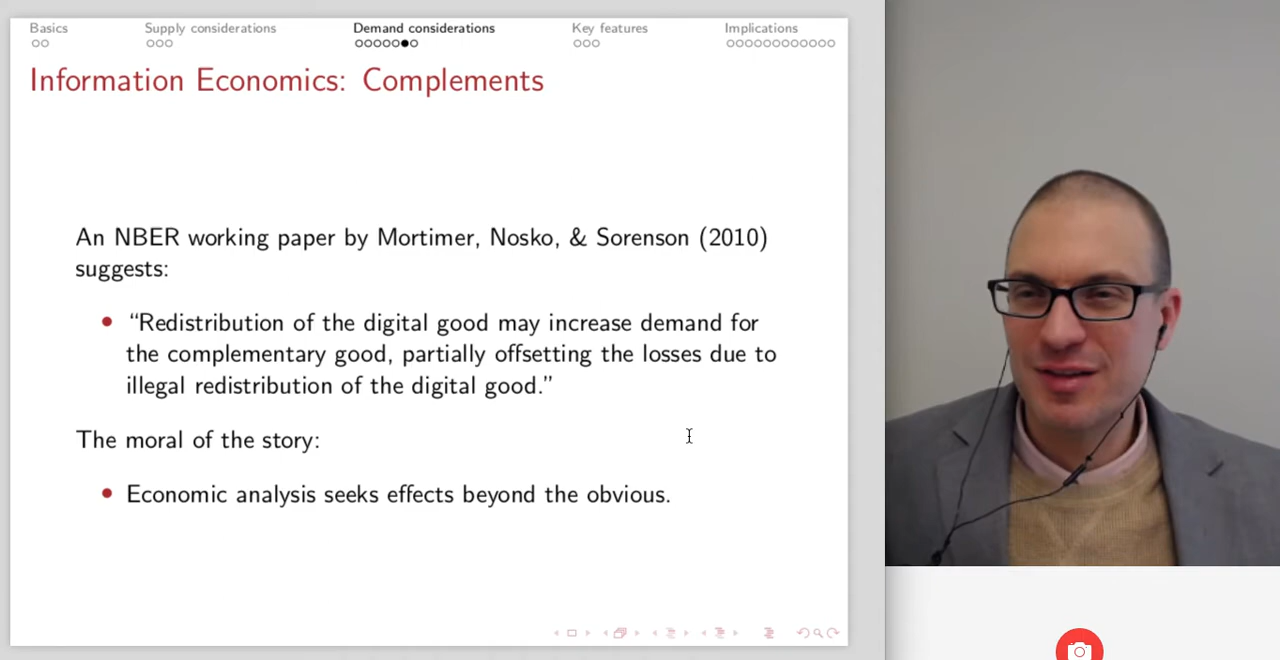 Basics Supply considerations Demand considerations Key features Implications
Information Economics: Complements
An NBER working paper by Mortimer, Nosko, & Sorenson (2010)
suggests:
“Redistribution of the digital good may increase demand for
the complementary good, partially offsetting the losses due to
illegal redistribution of the digital good.”
The moral of the story:
Economic analysis seeks effects beyond the obvious.